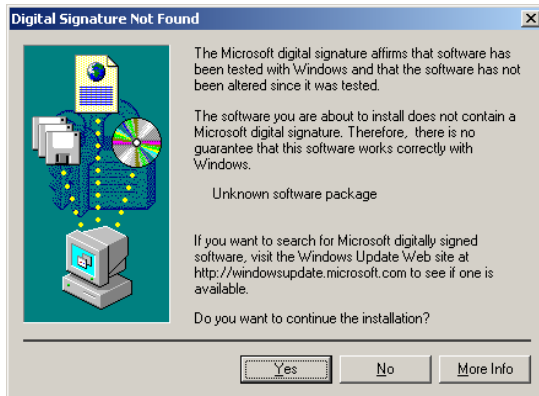 Digital Signature Not Found
The Microsoft digital signature affirms that software has
been tested with Windows and that the software has not
been altered since it was tested.
The software you are about to install does not contain a
Microsoft digital signature. Therefore, there is no
guarantee that this software works correctly with
Windows.
Unknown software package
If you want to search for Microsoft digitally signed
software, visit the Windows Update Web site at
http://windowsupdate.microsoft.com to see if one is
available.
Do you want to continue the installation?
Yes No More Info